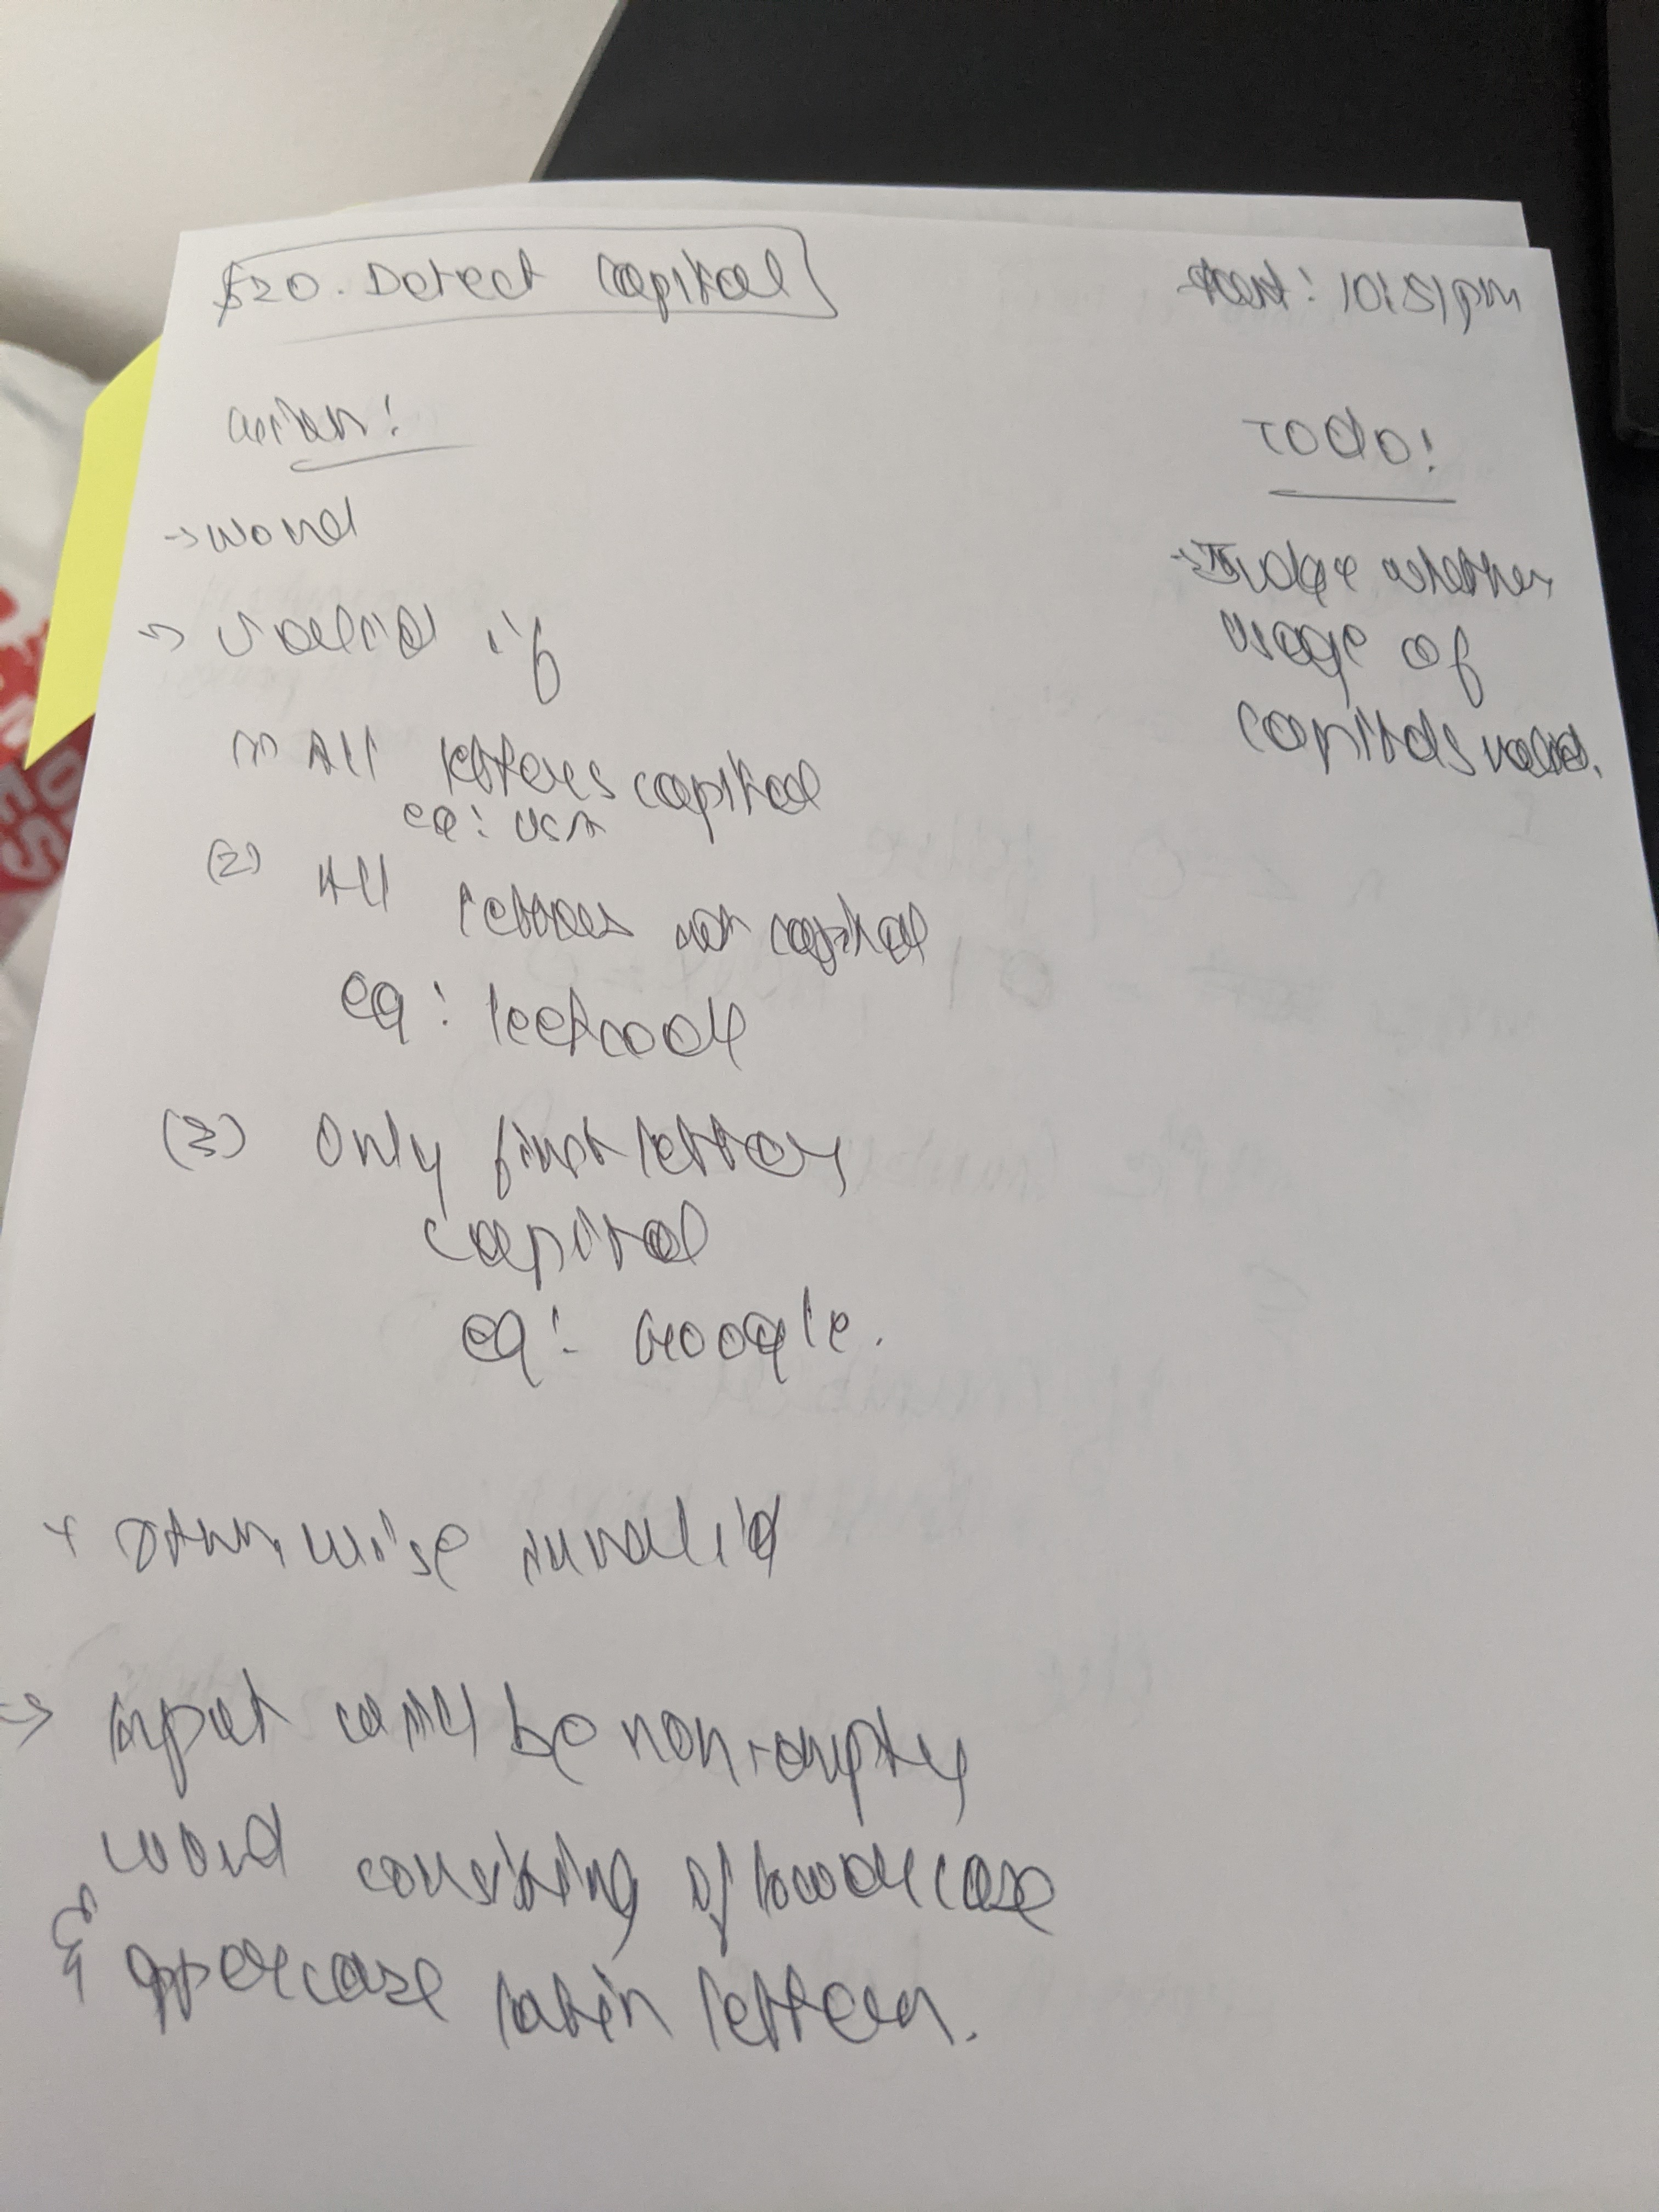 520. Detect Capital
start: 10:51pm
Given:
→ word
→ valid if
(1) All letters capital
eg: USA
(2) All letters not capital
eg: leetcode
(3) Only first letter
capital
eg: Google.
+ otherwise invalid
→ input will be non-empty
word consisting of lowercase
& uppercase latin letters.
Todo:
→ Judge whether
usage of
capitals valid.